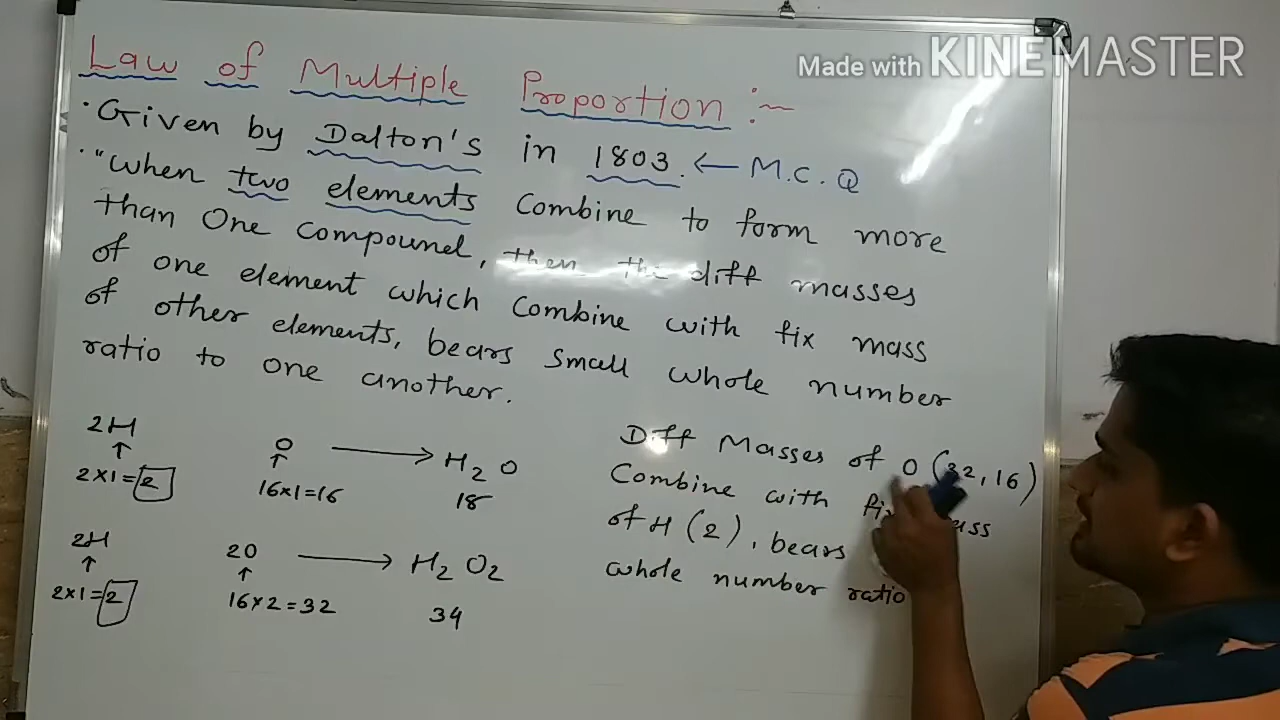 Made with KINEMASTER
Law of Multiple Proportion :-
· Given by Dalton's in 1803. ← M.C.Q
· "When two elements Combine to form more
than One Compound, then the diff masses
of one element which Combine with fix mass
of other elements, bears small whole number
ratio to one another.
2H O → H2O
↑ ↑
2×1=2 16×1=16 18
2H 2O → H2O2
↑ ↑
2×1=2 16×2=32 34
Diff Masses of O (32,16)
Combine with
of H (2), bears
whole number ratio